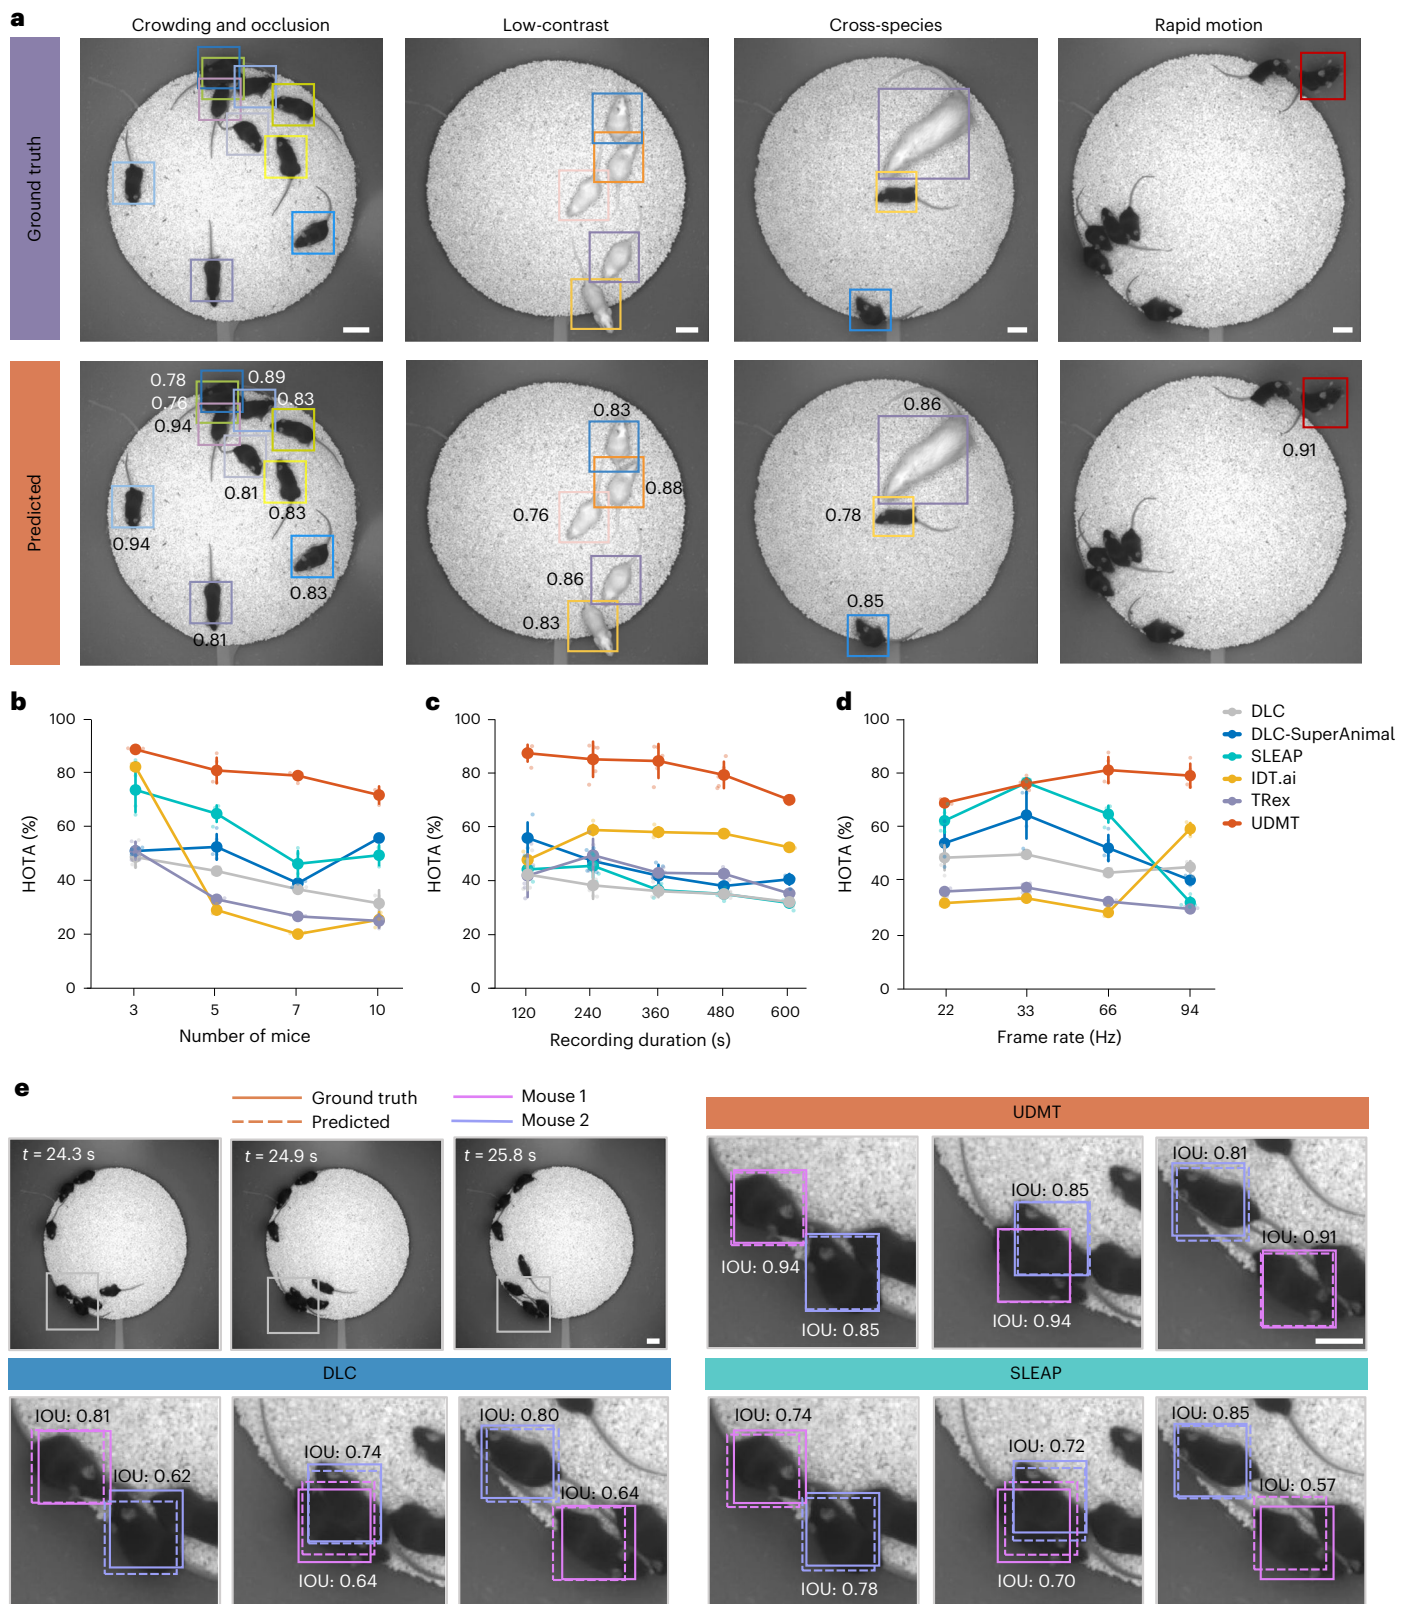 a
Crowding and occlusion
Low-contrast
Cross-species
Rapid motion
Ground truth
Predicted
0.78
0.89
0.76
0.83
0.94
0.81
0.83
0.94
0.83
0.81
0.83
0.88
0.76
0.86
0.83
0.86
0.78
0.85
0.91
b
100
80
60
40
20
0
HOTA (%)
3
5
7
10
Number of mice
c
100
80
60
40
20
0
HOTA (%)
120
240
360
480
600
Recording duration (s)
d
100
80
60
40
20
0
HOTA (%)
22
33
66
94
Frame rate (Hz)
DLC
DLC-SuperAnimal
SLEAP
IDT.ai
TRex
UDMT
e
Ground truth
Predicted
Mouse 1
Mouse 2
t = 24.3 s
t = 24.9 s
t = 25.8 s
UDMT
IOU: 0.94
IOU: 0.85
IOU: 0.85
IOU: 0.94
IOU: 0.81
IOU: 0.91
DLC
IOU: 0.81
IOU: 0.62
IOU: 0.74
IOU: 0.64
IOU: 0.80
IOU: 0.64
SLEAP
IOU: 0.74
IOU: 0.78
IOU: 0.72
IOU: 0.70
IOU: 0.85
IOU: 0.57